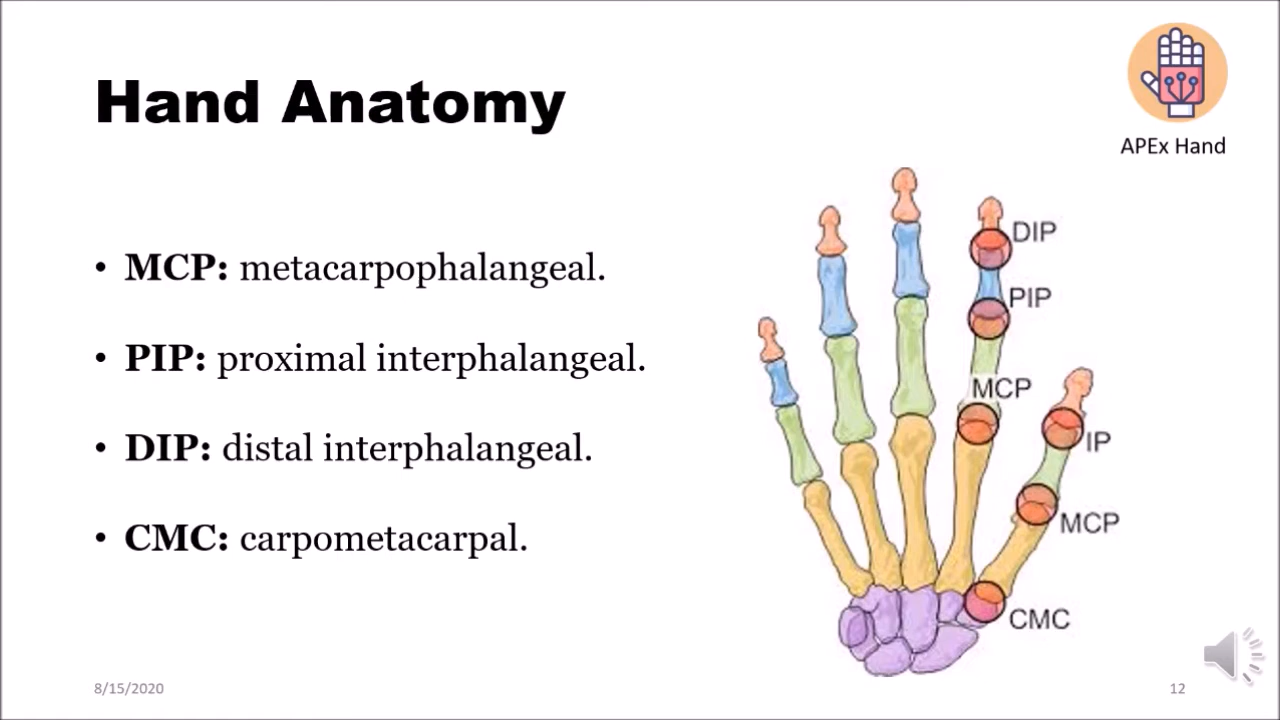 Hand Anatomy
APEx Hand
• MCP: metacarpophalangeal.
• PIP: proximal interphalangeal.
• DIP: distal interphalangeal.
• CMC: carpometacarpal.
DIP
PIP
MCP
IP
MCP
CMC
8/15/2020
12